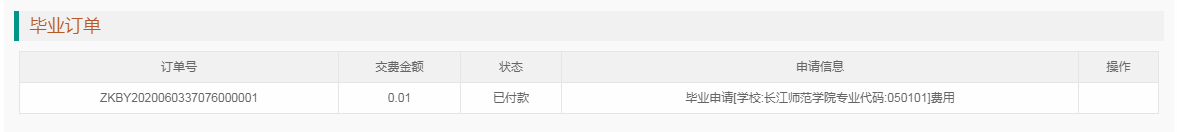 毕业订单
订单号 交费金额 状态 申请信息 操作
ZKBY2020060337076000001 0.01 已付款 毕业申请[学校:长江师范学院专业代码:050101]费用